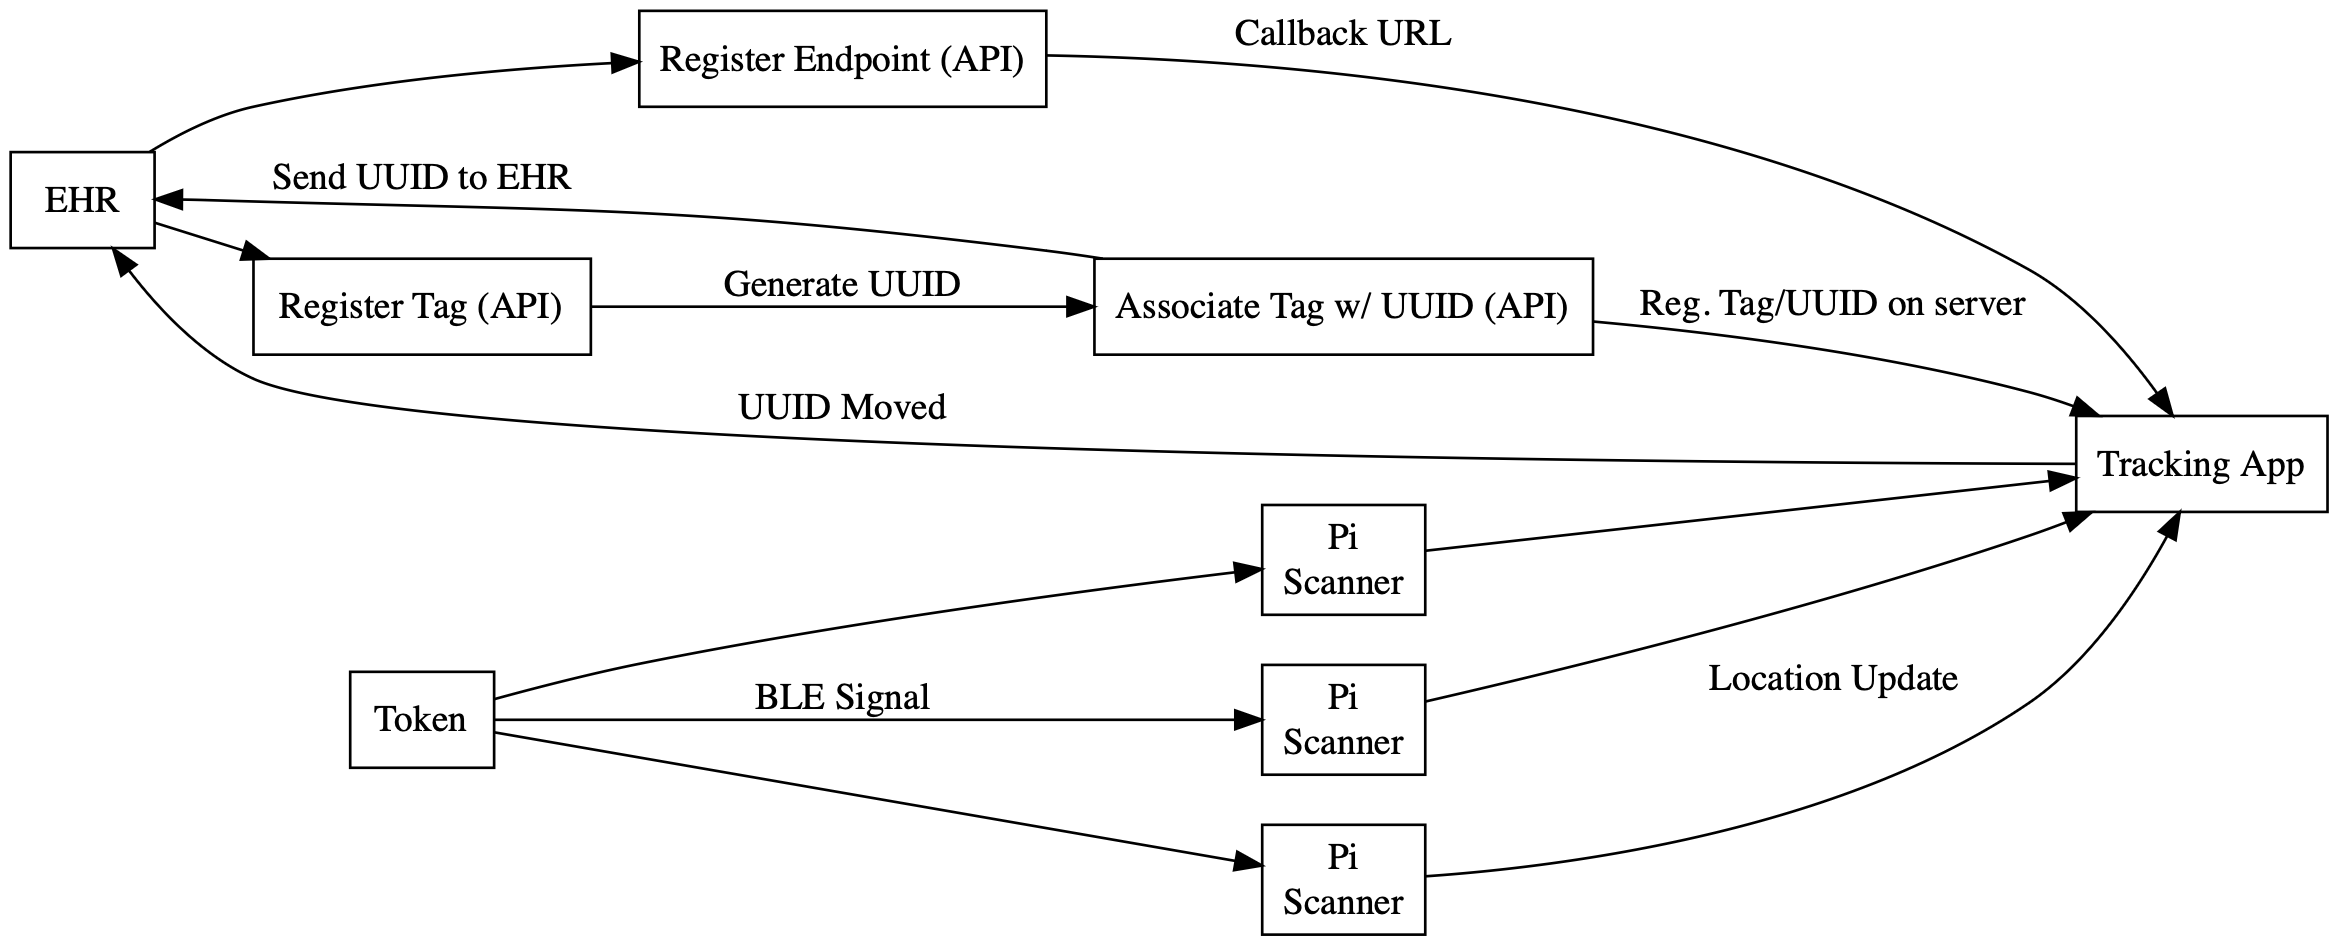 Callback URL
Register Endpoint (API)
Send UUID to EHR
EHR
Generate UUID
Register Tag (API)
Associate Tag w/ UUID (API)
Reg. Tag/UUID on server
UUID Moved
Tracking App
Pi
Scanner
Location Update
BLE Signal
Token
Pi
Scanner
Pi
Scanner